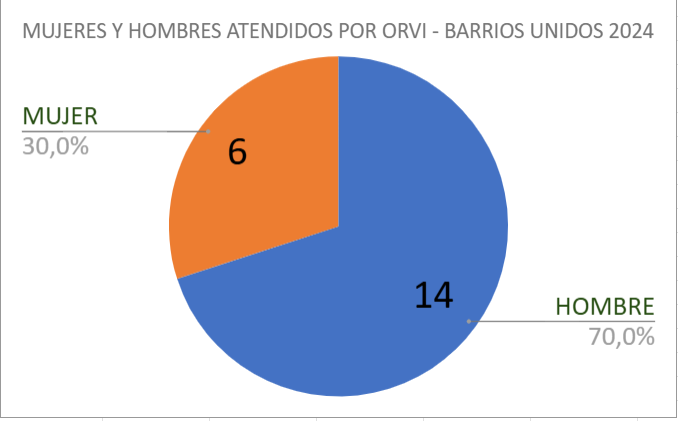 MUJERES Y HOMBRES ATENDIDOS POR ORVI - BARRIOS UNIDOS 2024
MUJER
30,0%
6
14
HOMBRE
70,0%